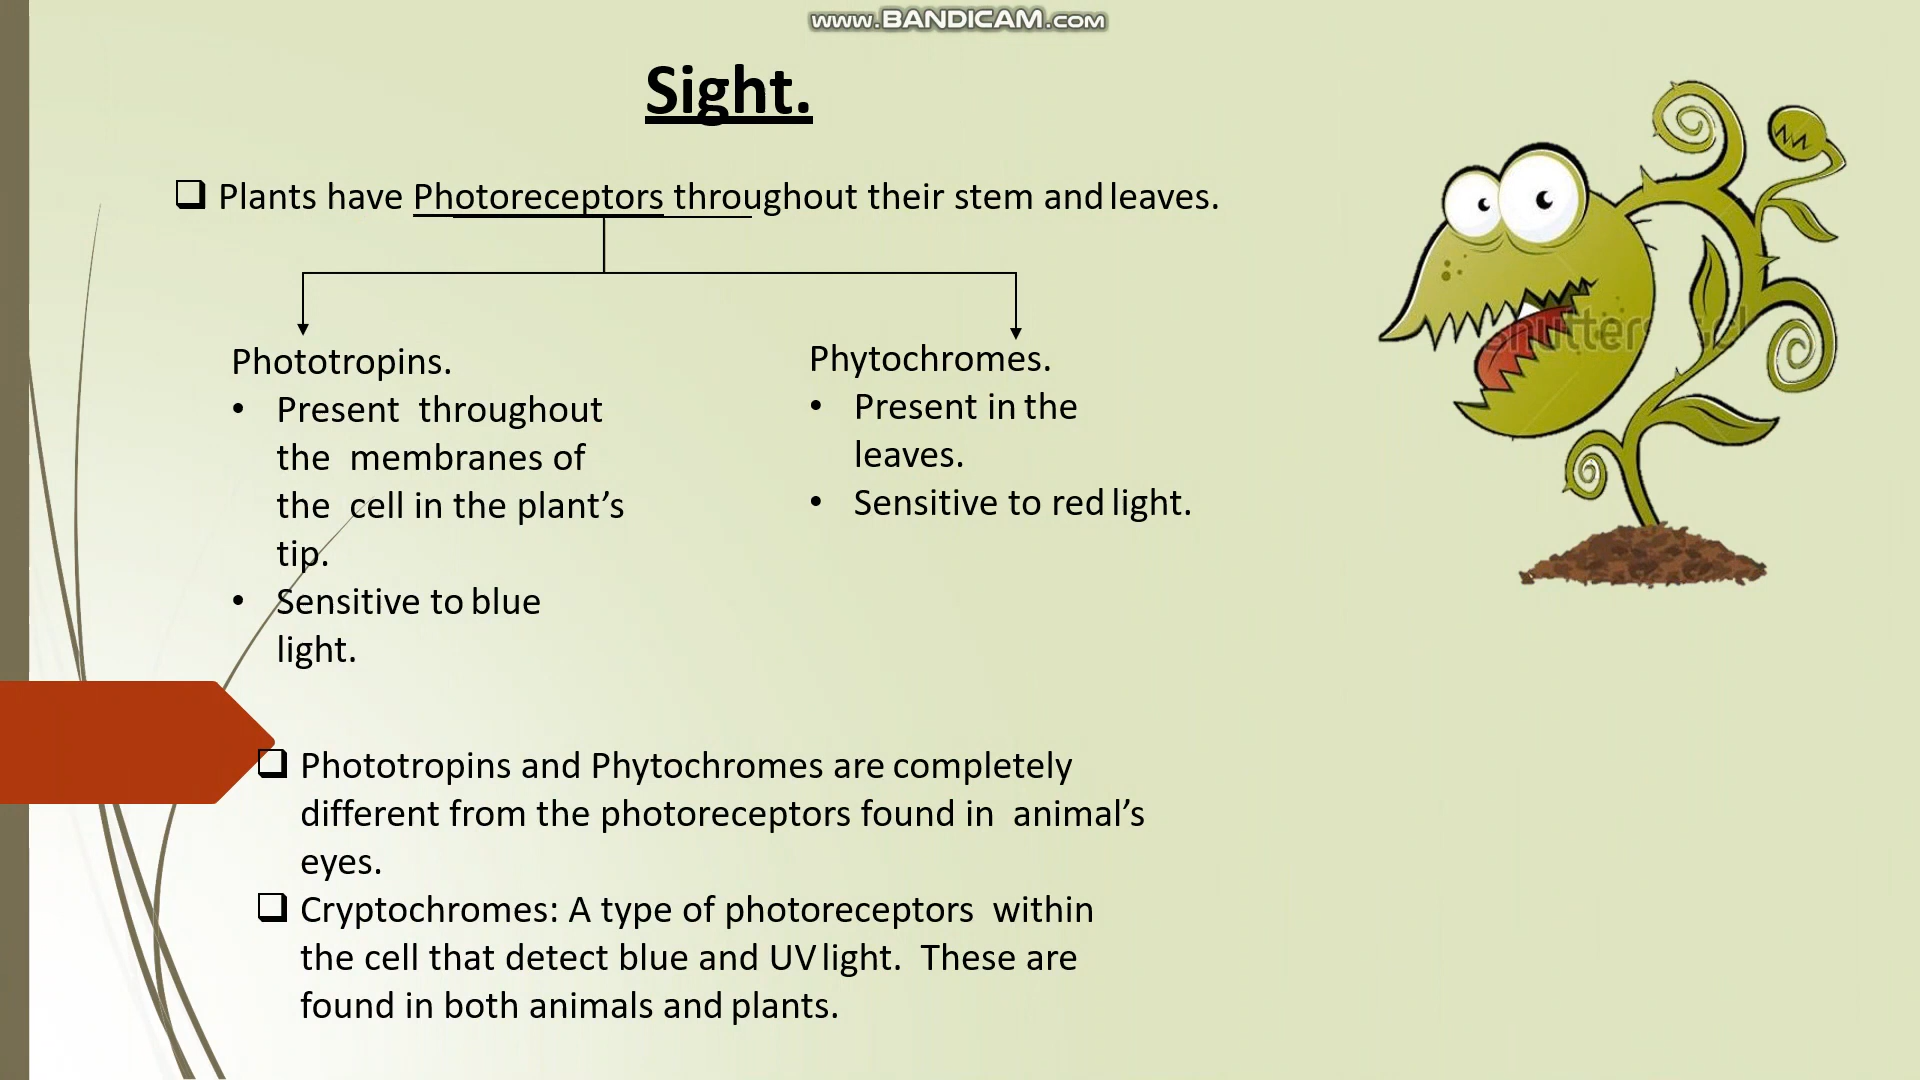 www.BANDICAM.com
Sight.
❑ Plants have Photoreceptors throughout their stem and leaves.
Phototropins.
• Present throughout
the membranes of
the cell in the plant’s
tip.
• Sensitive to blue
light.
Phytochromes.
• Present in the
leaves.
• Sensitive to red light.
❑ Phototropins and Phytochromes are completely
different from the photoreceptors found in animal’s
eyes.
❑ Cryptochromes: A type of photoreceptors within
the cell that detect blue and UV light. These are
found in both animals and plants.